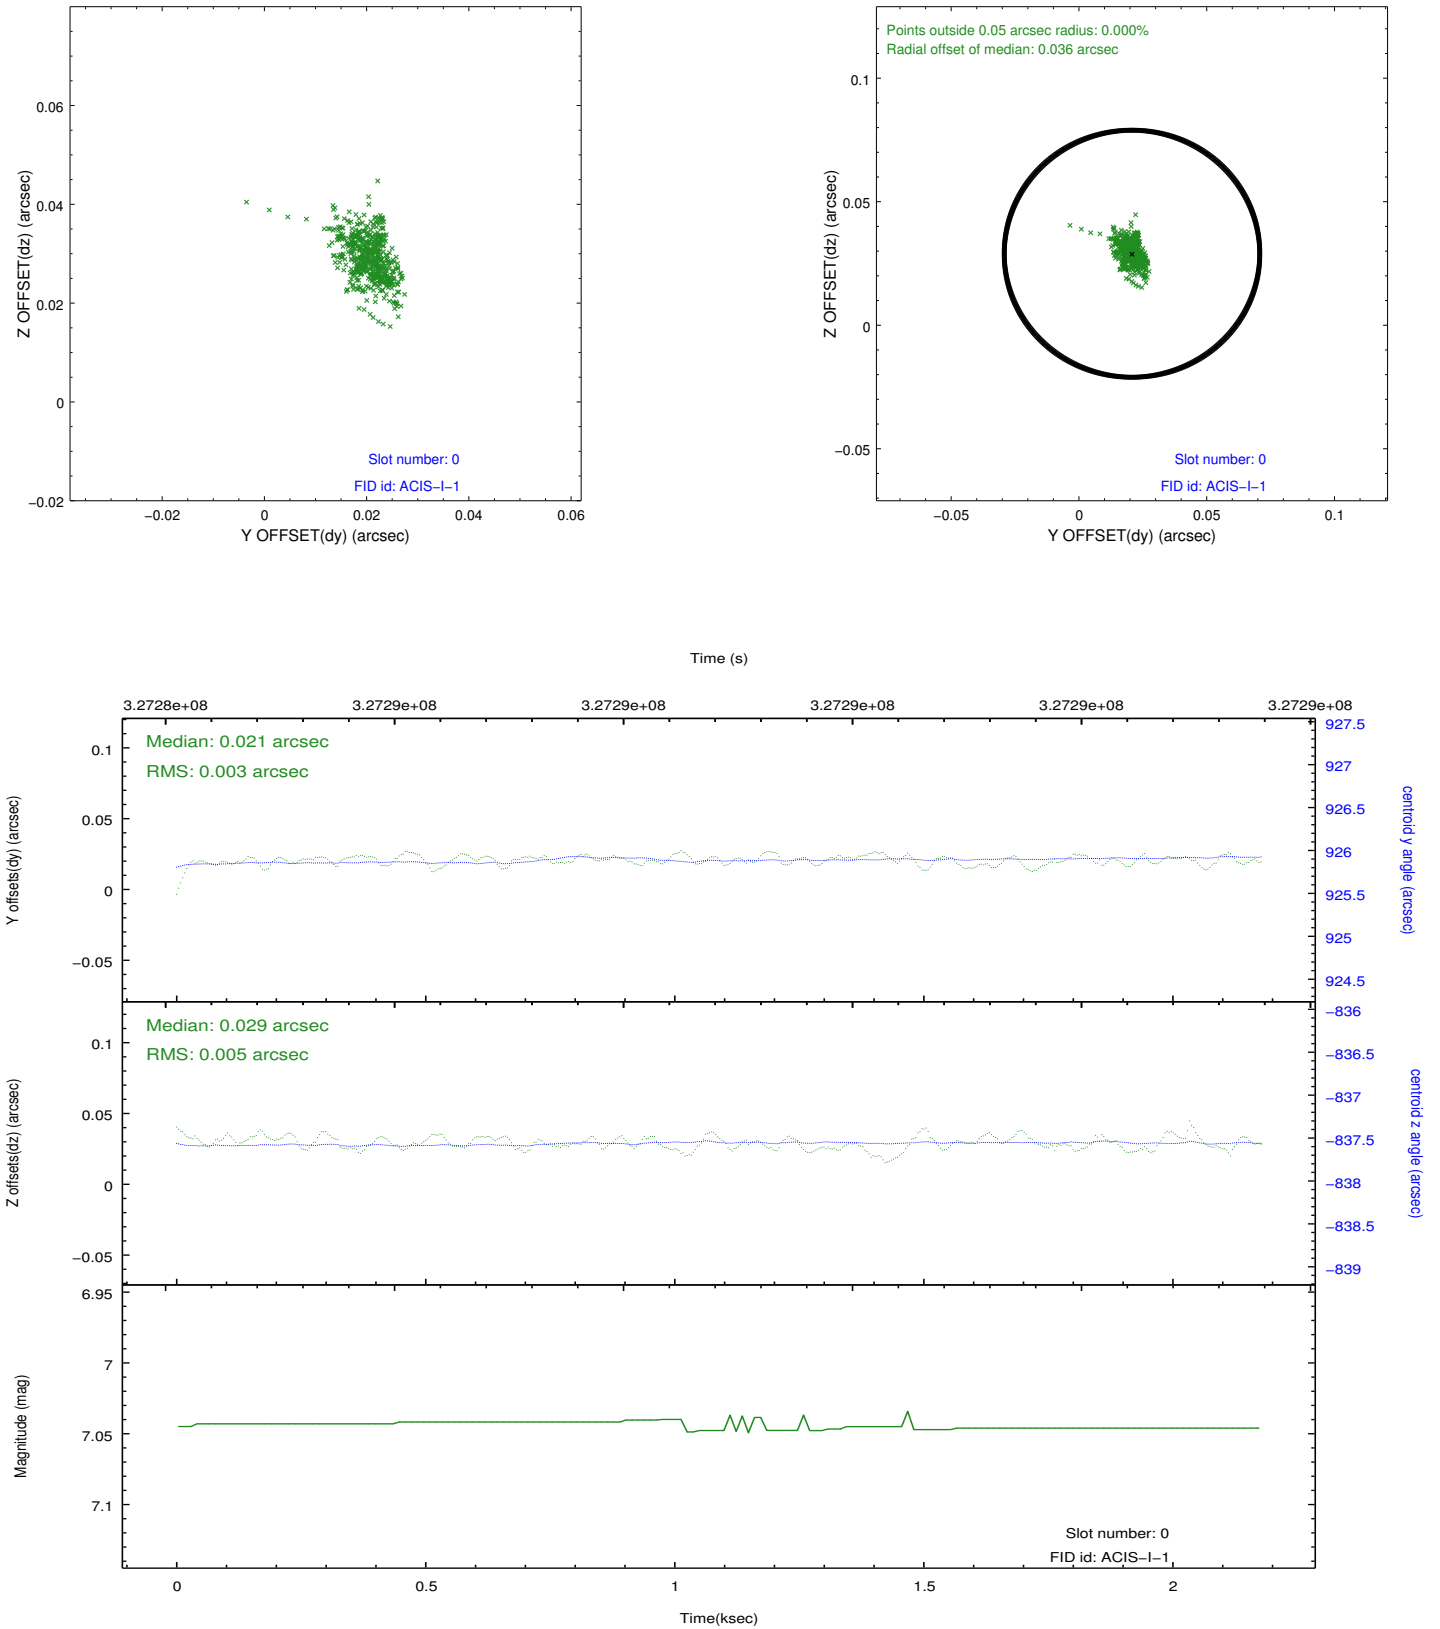 0.06
0.04
0.02
0
−0.02
Z OFFSET(dz) (arcsec)
Slot number: 0
FID id: ACIS−I−1
−0.02 0 0.02 0.04 0.06
Y OFFSET(dy) (arcsec)
Points outside 0.05 arcsec radius: 0.000%
Radial offset of median: 0.036 arcsec
0.1
0.05
0
−0.05
Z OFFSET(dz) (arcsec)
Slot number: 0
FID id: ACIS−I−1
−0.05 0 0.05 0.1
Y OFFSET(dy) (arcsec)
Time (s)
3.2728e+08 3.2729e+08 3.2729e+08 3.2729e+08 3.2729e+08 3.2729e+08
Median: 0.021 arcsec
RMS: 0.003 arcsec
0.1
0.05
0
−0.05
Y offsets(dy) (arcsec)
927.5
927
926.5
926
925.5
925
924.5
centroid y angle (arcsec)
Median: 0.029 arcsec
RMS: 0.005 arcsec
0.1
0.05
0
−0.05
Z offsets(dz) (arcsec)
−836
−836.5
−837
−837.5
−838
−838.5
−839
centroid z angle (arcsec)
6.95
7
7.05
7.1
Magnitude (mag)
Slot number: 0
FID id: ACIS−I−1
0 0.5 1 1.5 2
Time(ksec)